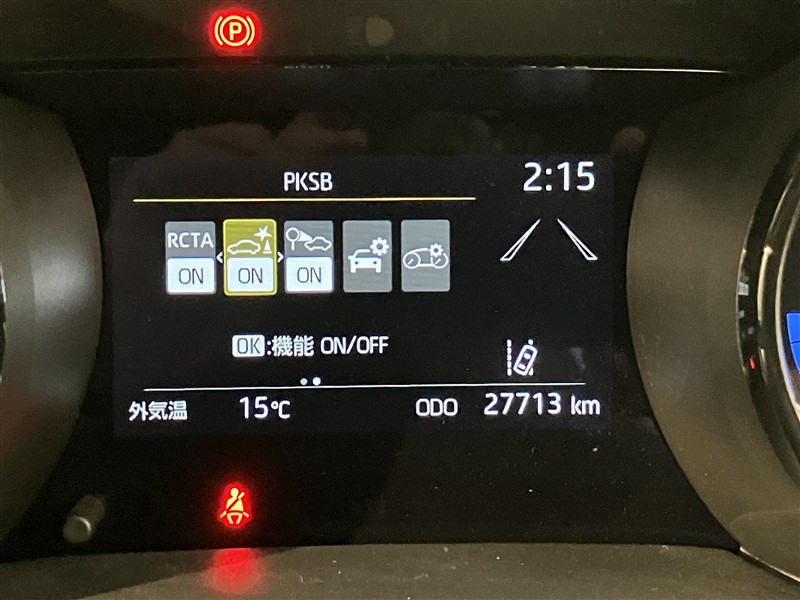 P
PKSB
2:15
RCTA
ON
ON
ON
OK:機能 ON/OFF
外気温 15℃ ODO 27713 km